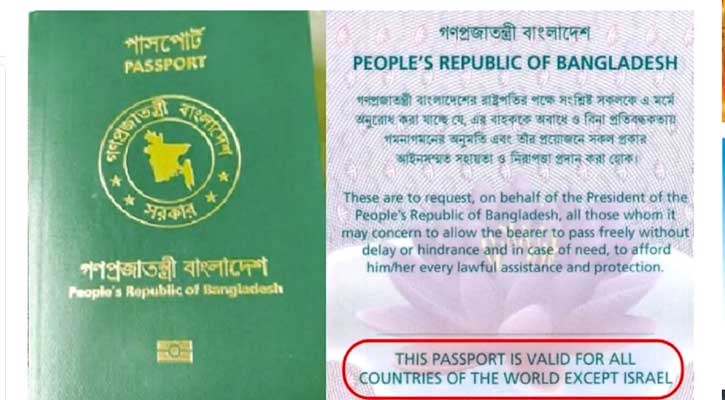 পাসপোর্ট
PASSPORT
গণপ্রজাতন্ত্রী বাংলাদেশ
সরকার
গণপ্রজাতন্ত্রী বাংলাদেশ
People's Republic of Bangladesh
গণপ্রজাতন্ত্রী বাংলাদেশ
PEOPLE'S REPUBLIC OF BANGLADESH
গণপ্রজাতন্ত্রী বাংলাদেশের রাষ্ট্রপতির পক্ষে সংশ্লিষ্ট সকলকে এ মর্মে
অনুরোধ করা যাচ্ছে যে, এর বাহককে অবাধে ও বিনা প্রতিবন্ধকতায়
গমনাগমনের অনুমতি এবং তাঁর প্রয়োজনে সকল প্রকার
আইনসম্মত সহায়তা ও নিরাপত্তা প্রদান করা হোক।
These are to request, on behalf of the President of the
People's Republic of Bangladesh, all those whom it
may concern to allow the bearer to pass freely without
delay or hindrance and in case of need, to afford
him/her every lawful assistance and protection.
THIS PASSPORT IS VALID FOR ALL
COUNTRIES OF THE WORLD EXCEPT ISRAEL